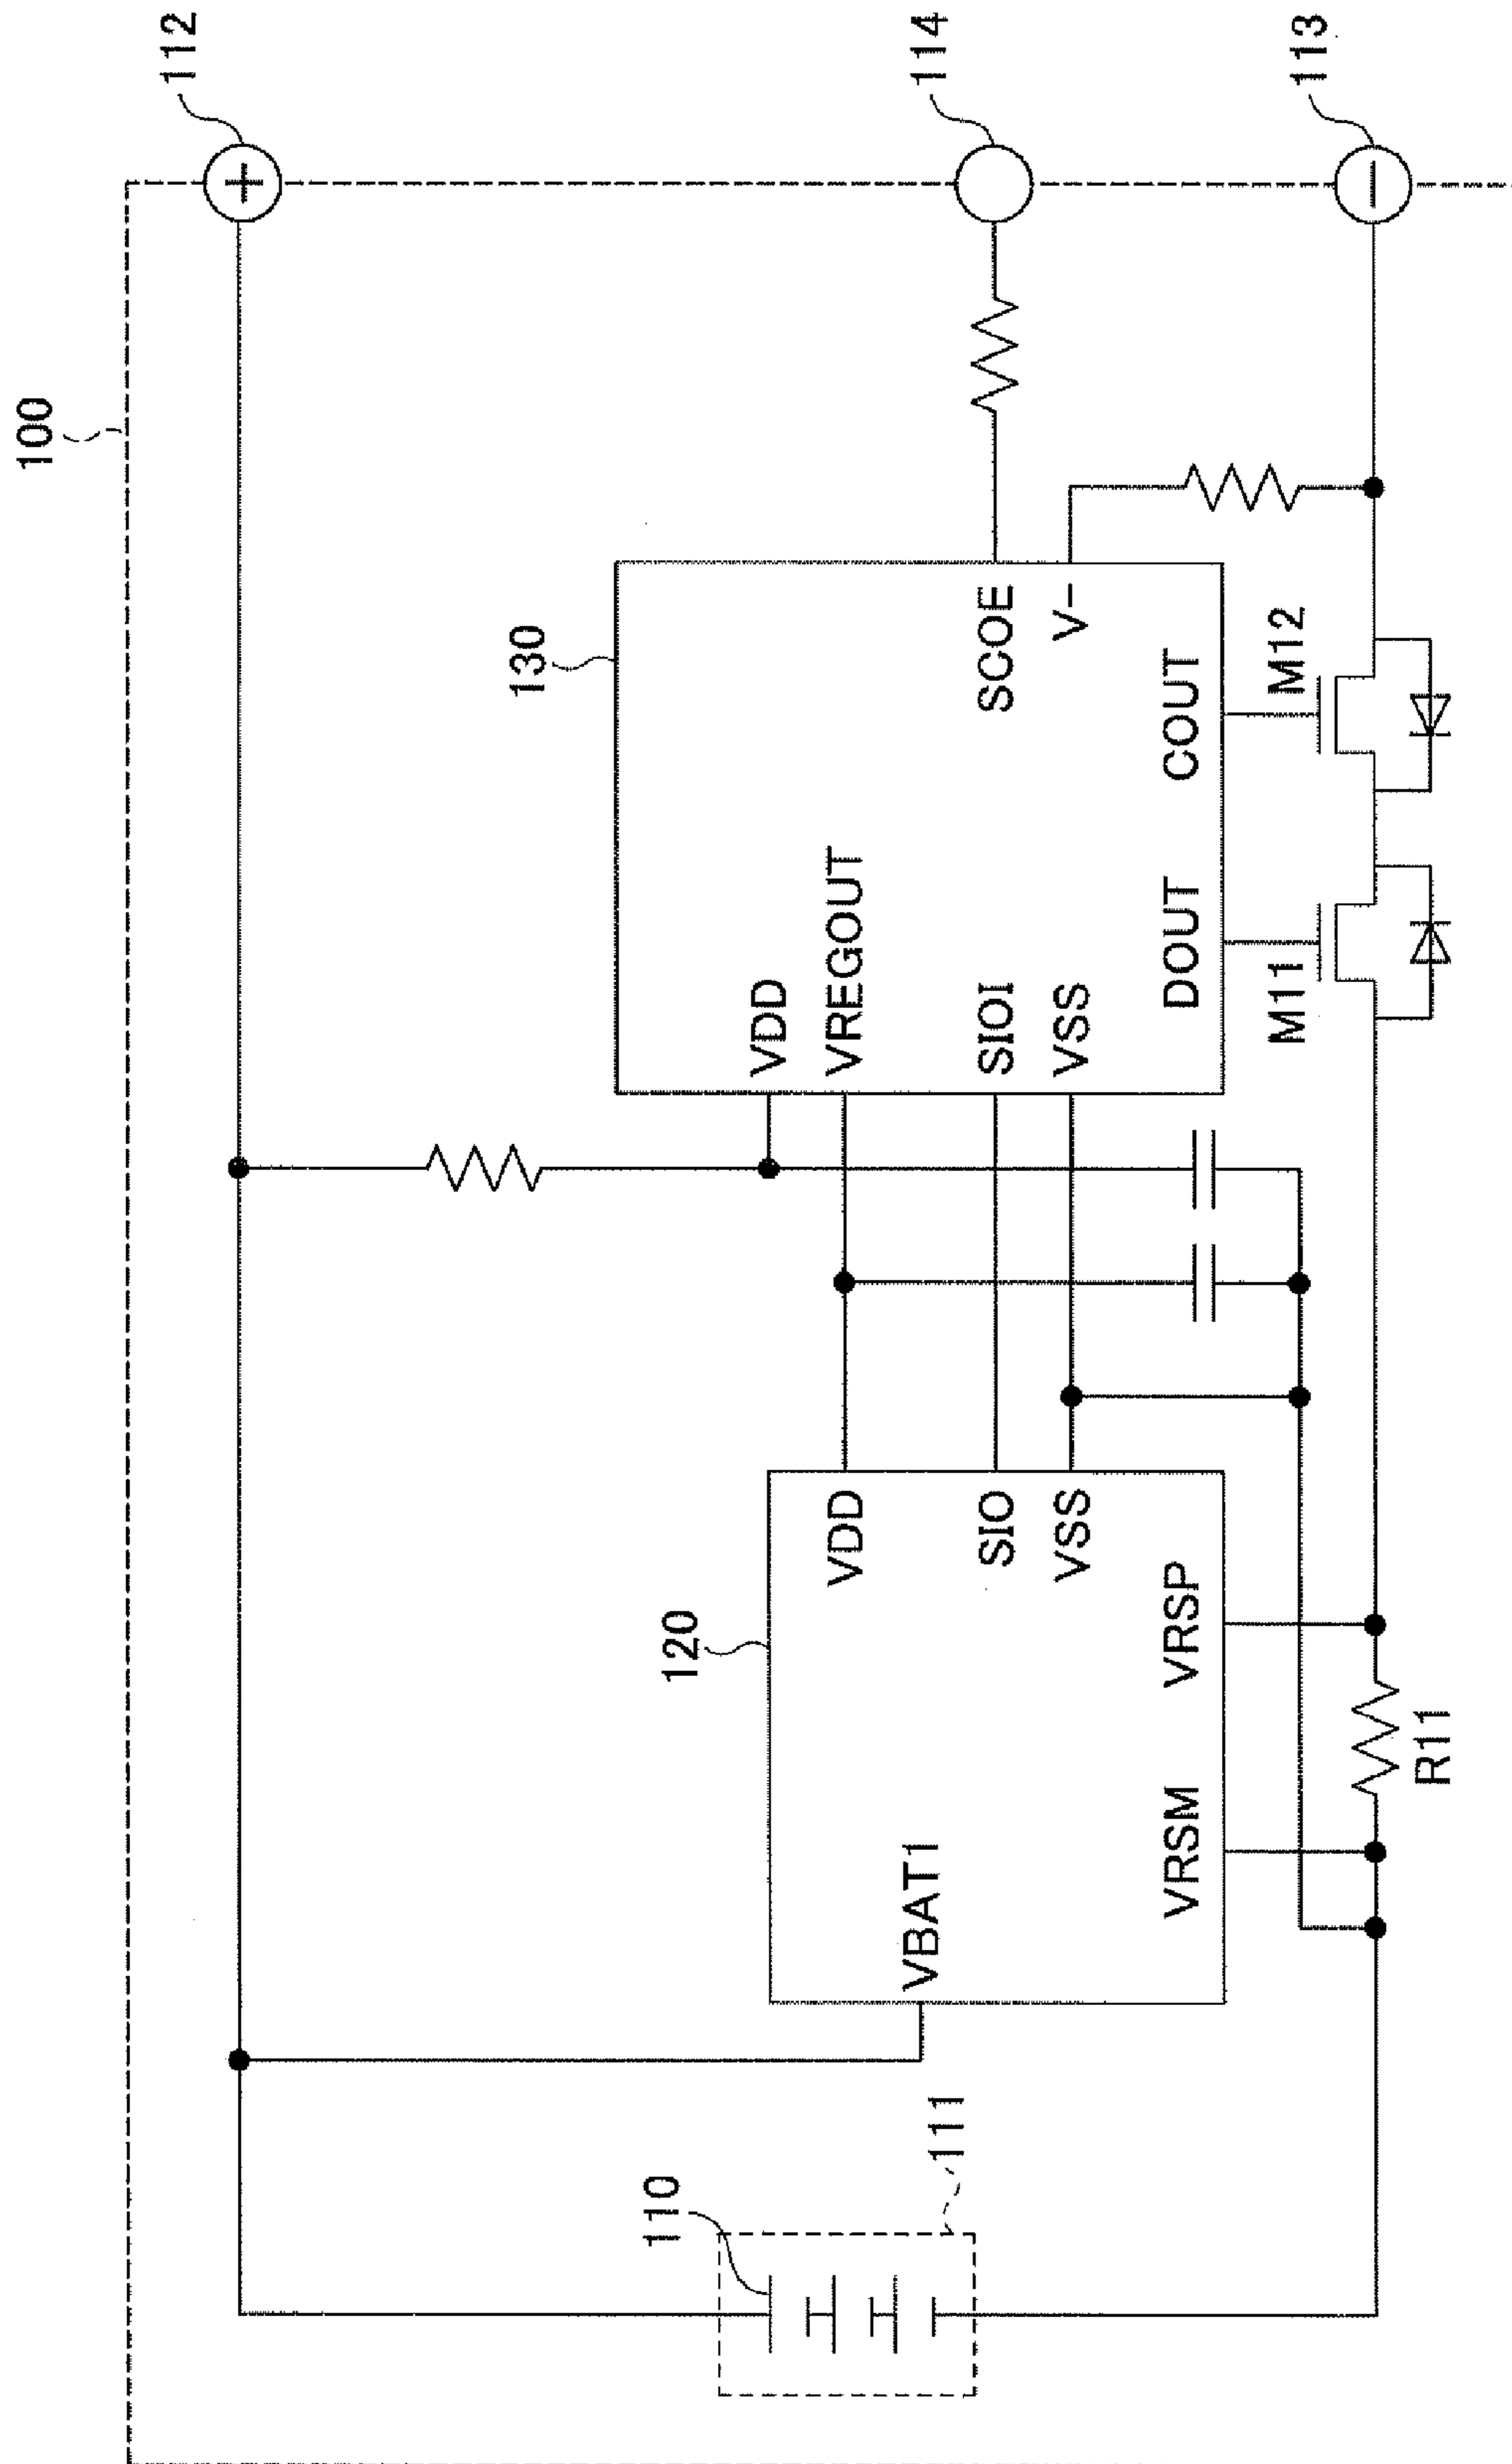 100
112
+
130
110
120
VDD
VDD
VREGOUT
VBAT1
114
111
SIO
SIOI
SCOE
VSS
VSS
V−
VRSM
VRSP
DOUT
COUT
M11
M12
113
−
R11